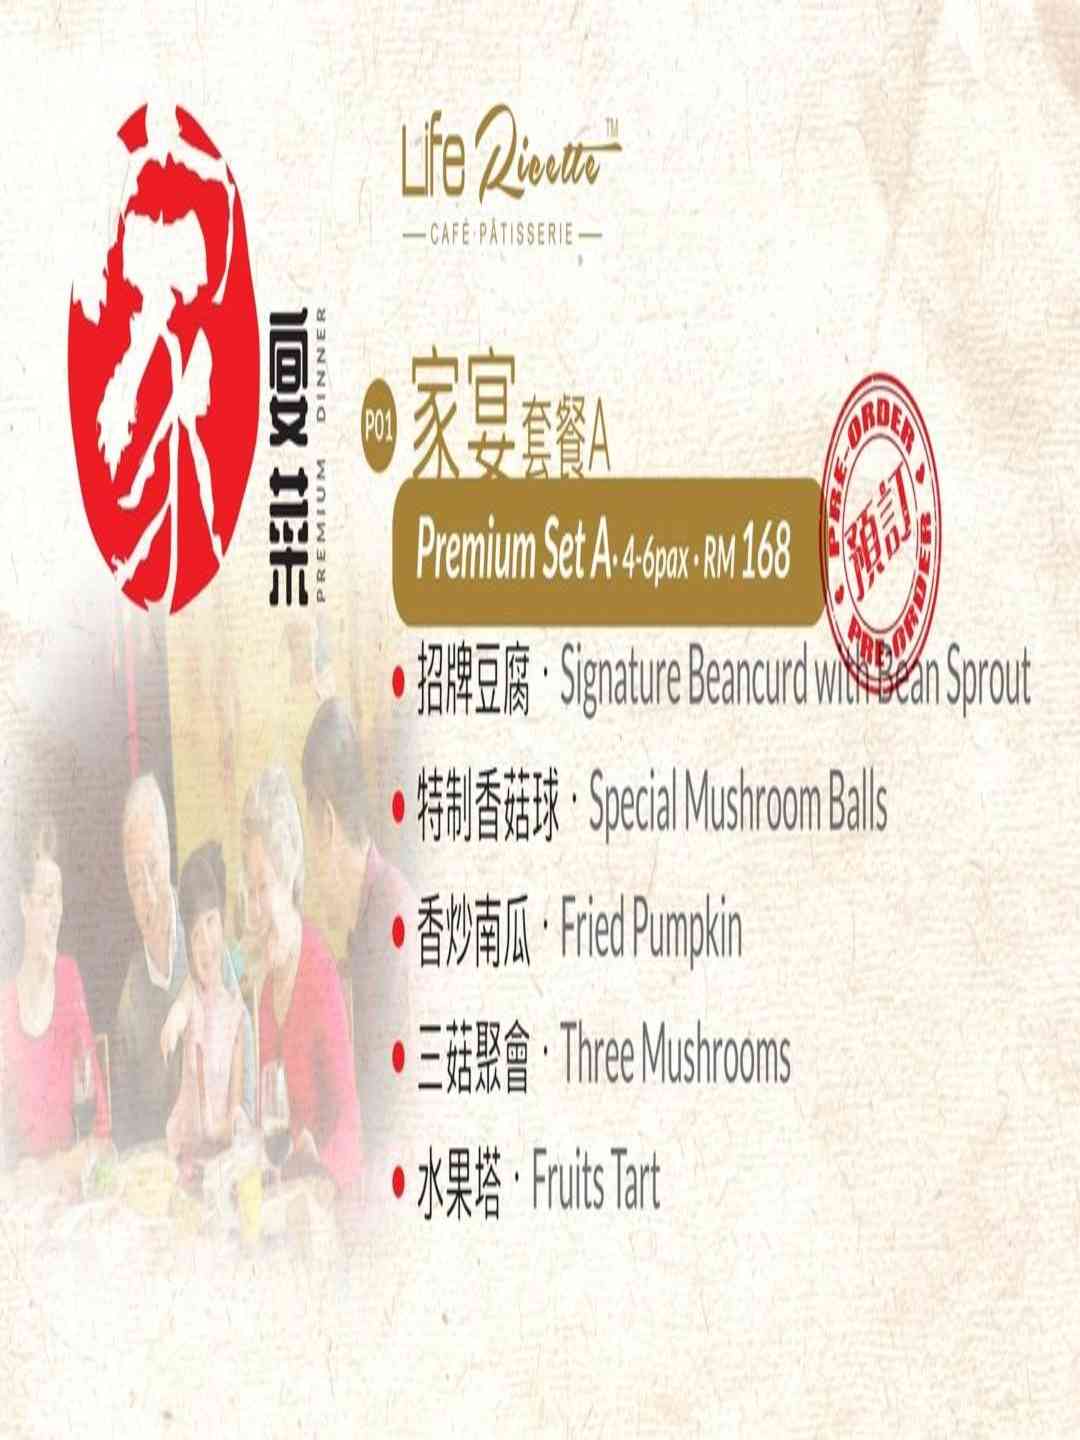 Life Ricette™
CAFÉ·PÂTISSERIE
家
宴菜
PREMIUM DINNER
P01
家宴套餐A
Premium Set A· 4-6pax · RM 168
PRE-ORDER
預訂
PRE-ORDER
招牌豆腐 · Signature Beancurd with Bean Sprout
特制香菇球 · Special Mushroom Balls
香炒南瓜 · Fried Pumpkin
三菇聚會 · Three Mushrooms
水果塔 · Fruits Tart